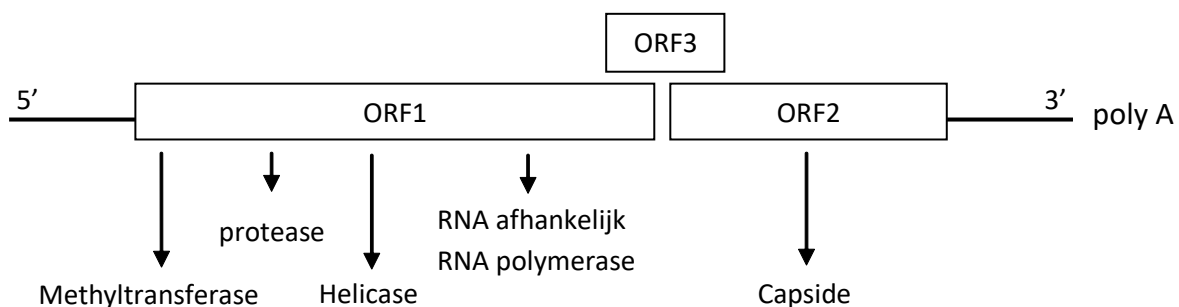 ORF3
5’
ORF1
ORF2
3’
poly A
protease
RNA afhankelijk
RNA polymerase
Methyltransferase
Helicase
Capside